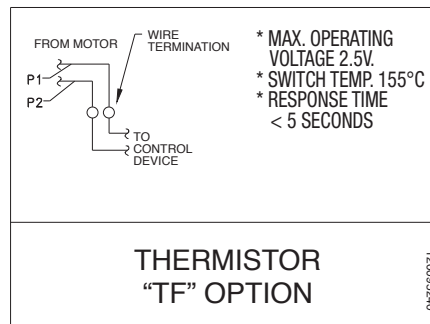 FROM MOTOR
P1
P2
WIRE
TERMINATION
TO
CONTROL
DEVICE
* MAX. OPERATING
VOLTAGE 2.5V.
* SWITCH TEMP. 155°C
* RESPONSE TIME
< 5 SECONDS
THERMISTOR
“TF” OPTION